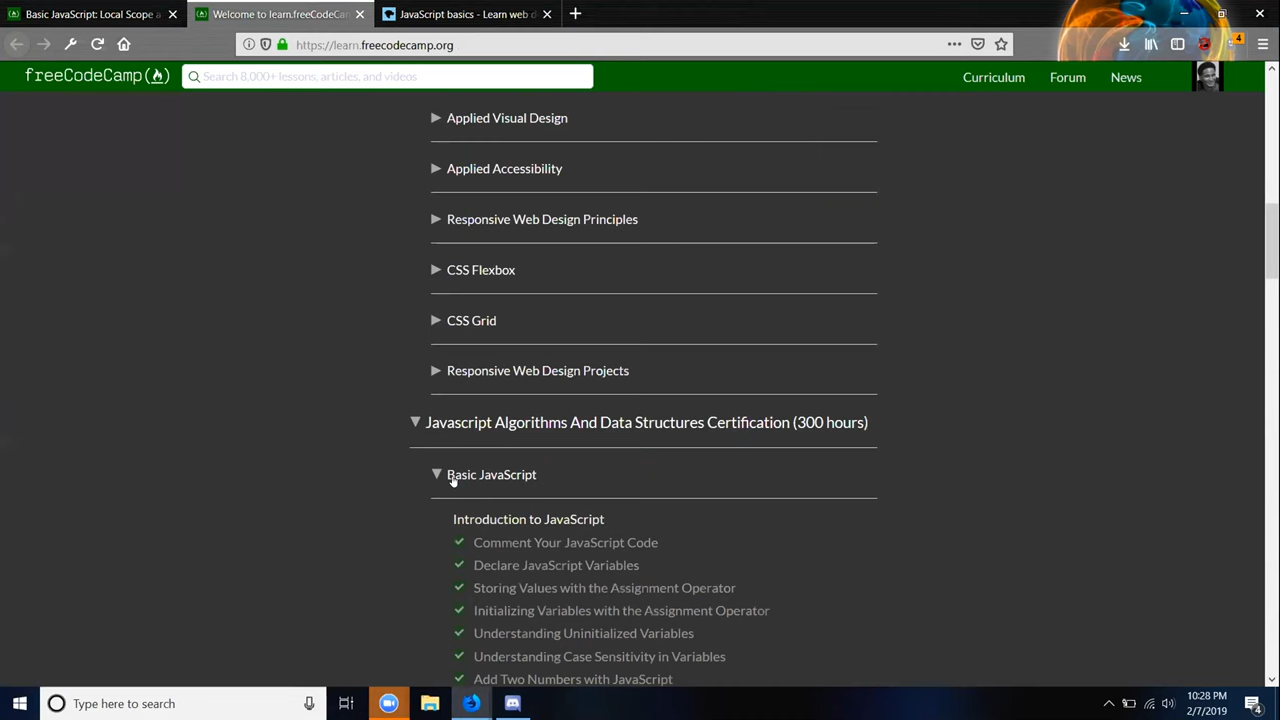 Basic JavaScript: Local Scope a
Welcome to learn.freeCodeCam
JavaScript basics - Learn web d
https://learn.freecodecamp.org
4
freeCodeCamp
Search 8,000+ lessons, articles, and videos
Curriculum
Forum
News
Applied Visual Design
Applied Accessibility
Responsive Web Design Principles
CSS Flexbox
CSS Grid
Responsive Web Design Projects
Javascript Algorithms And Data Structures Certification (300 hours)
Basic JavaScript
Introduction to JavaScript
Comment Your JavaScript Code
Declare JavaScript Variables
Storing Values with the Assignment Operator
Initializing Variables with the Assignment Operator
Understanding Uninitialized Variables
Understanding Case Sensitivity in Variables
Add Two Numbers with JavaScript
Type here to search
10:28 PM
2/7/2019
4